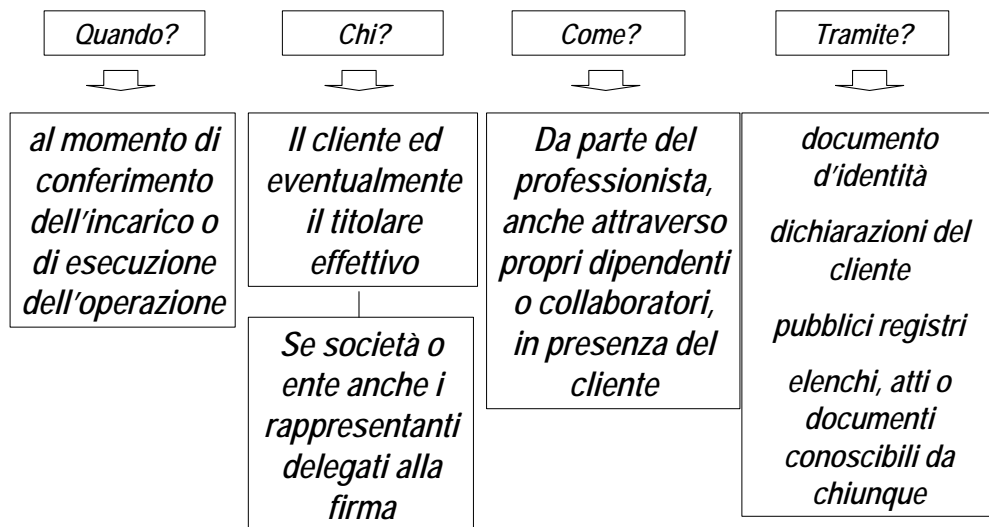 Quando?
Chi?
Come?
Tramite?
al momento di
conferimento
dell'incarico o
di esecuzione
dell'operazione
Il cliente ed
eventualmente
il titolare
effettivo
Se società o
ente anche i
rappresentanti
delegati alla
firma
Da parte del
professionista,
anche attraverso
propri dipendenti
o collaboratori,
in presenza del
cliente
documento
d'identità
dichiarazioni del
cliente
pubblici registri
elenchi, atti o
documenti
conoscibili da
chiunque